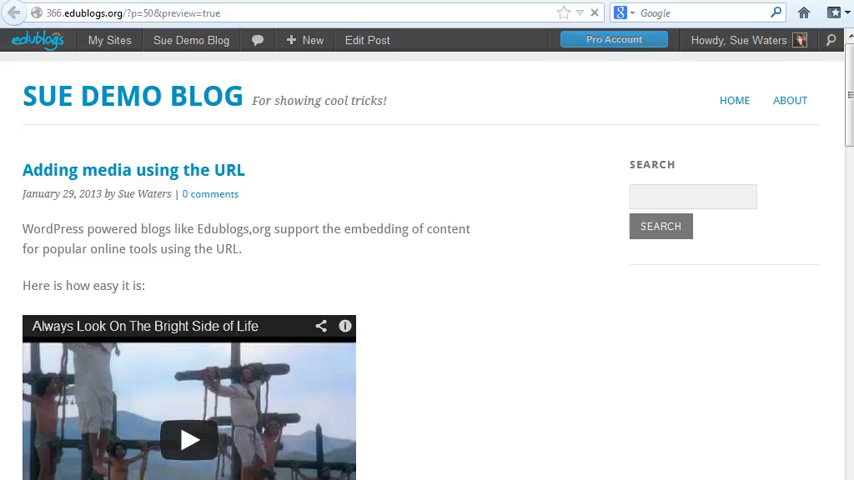 366.edublogs.org/?p=50&preview=true
Google
edublogs My Sites Sue Demo Blog New Edit Post Pro Account Howdy, Sue Waters
SUE DEMO BLOG For showing cool tricks! HOME ABOUT
Adding media using the URL
January 29, 2013 by Sue Waters | 0 comments
WordPress powered blogs like Edublogs,org support the embedding of content
for popular online tools using the URL.
Here is how easy it is:
Always Look On The Bright Side of Life
SEARCH
SEARCH